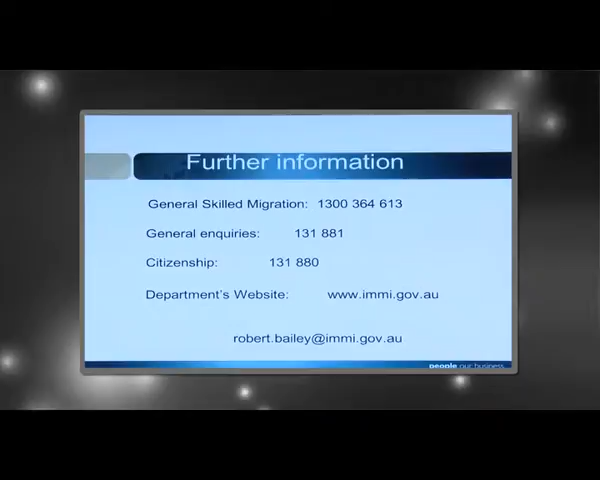 Further information
General Skilled Migration: 1300 364 613
General enquiries: 131 881
Citizenship: 131 880
Department's Website: www.immi.gov.au
robert.bailey@immi.gov.au
people our business